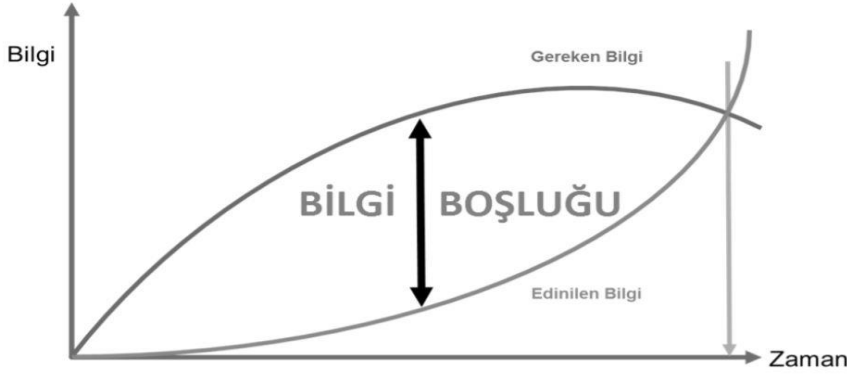 Bilgi
Gereken Bilgi
BİLGİ BOŞLUĞU
Edinilen Bilgi
Zaman